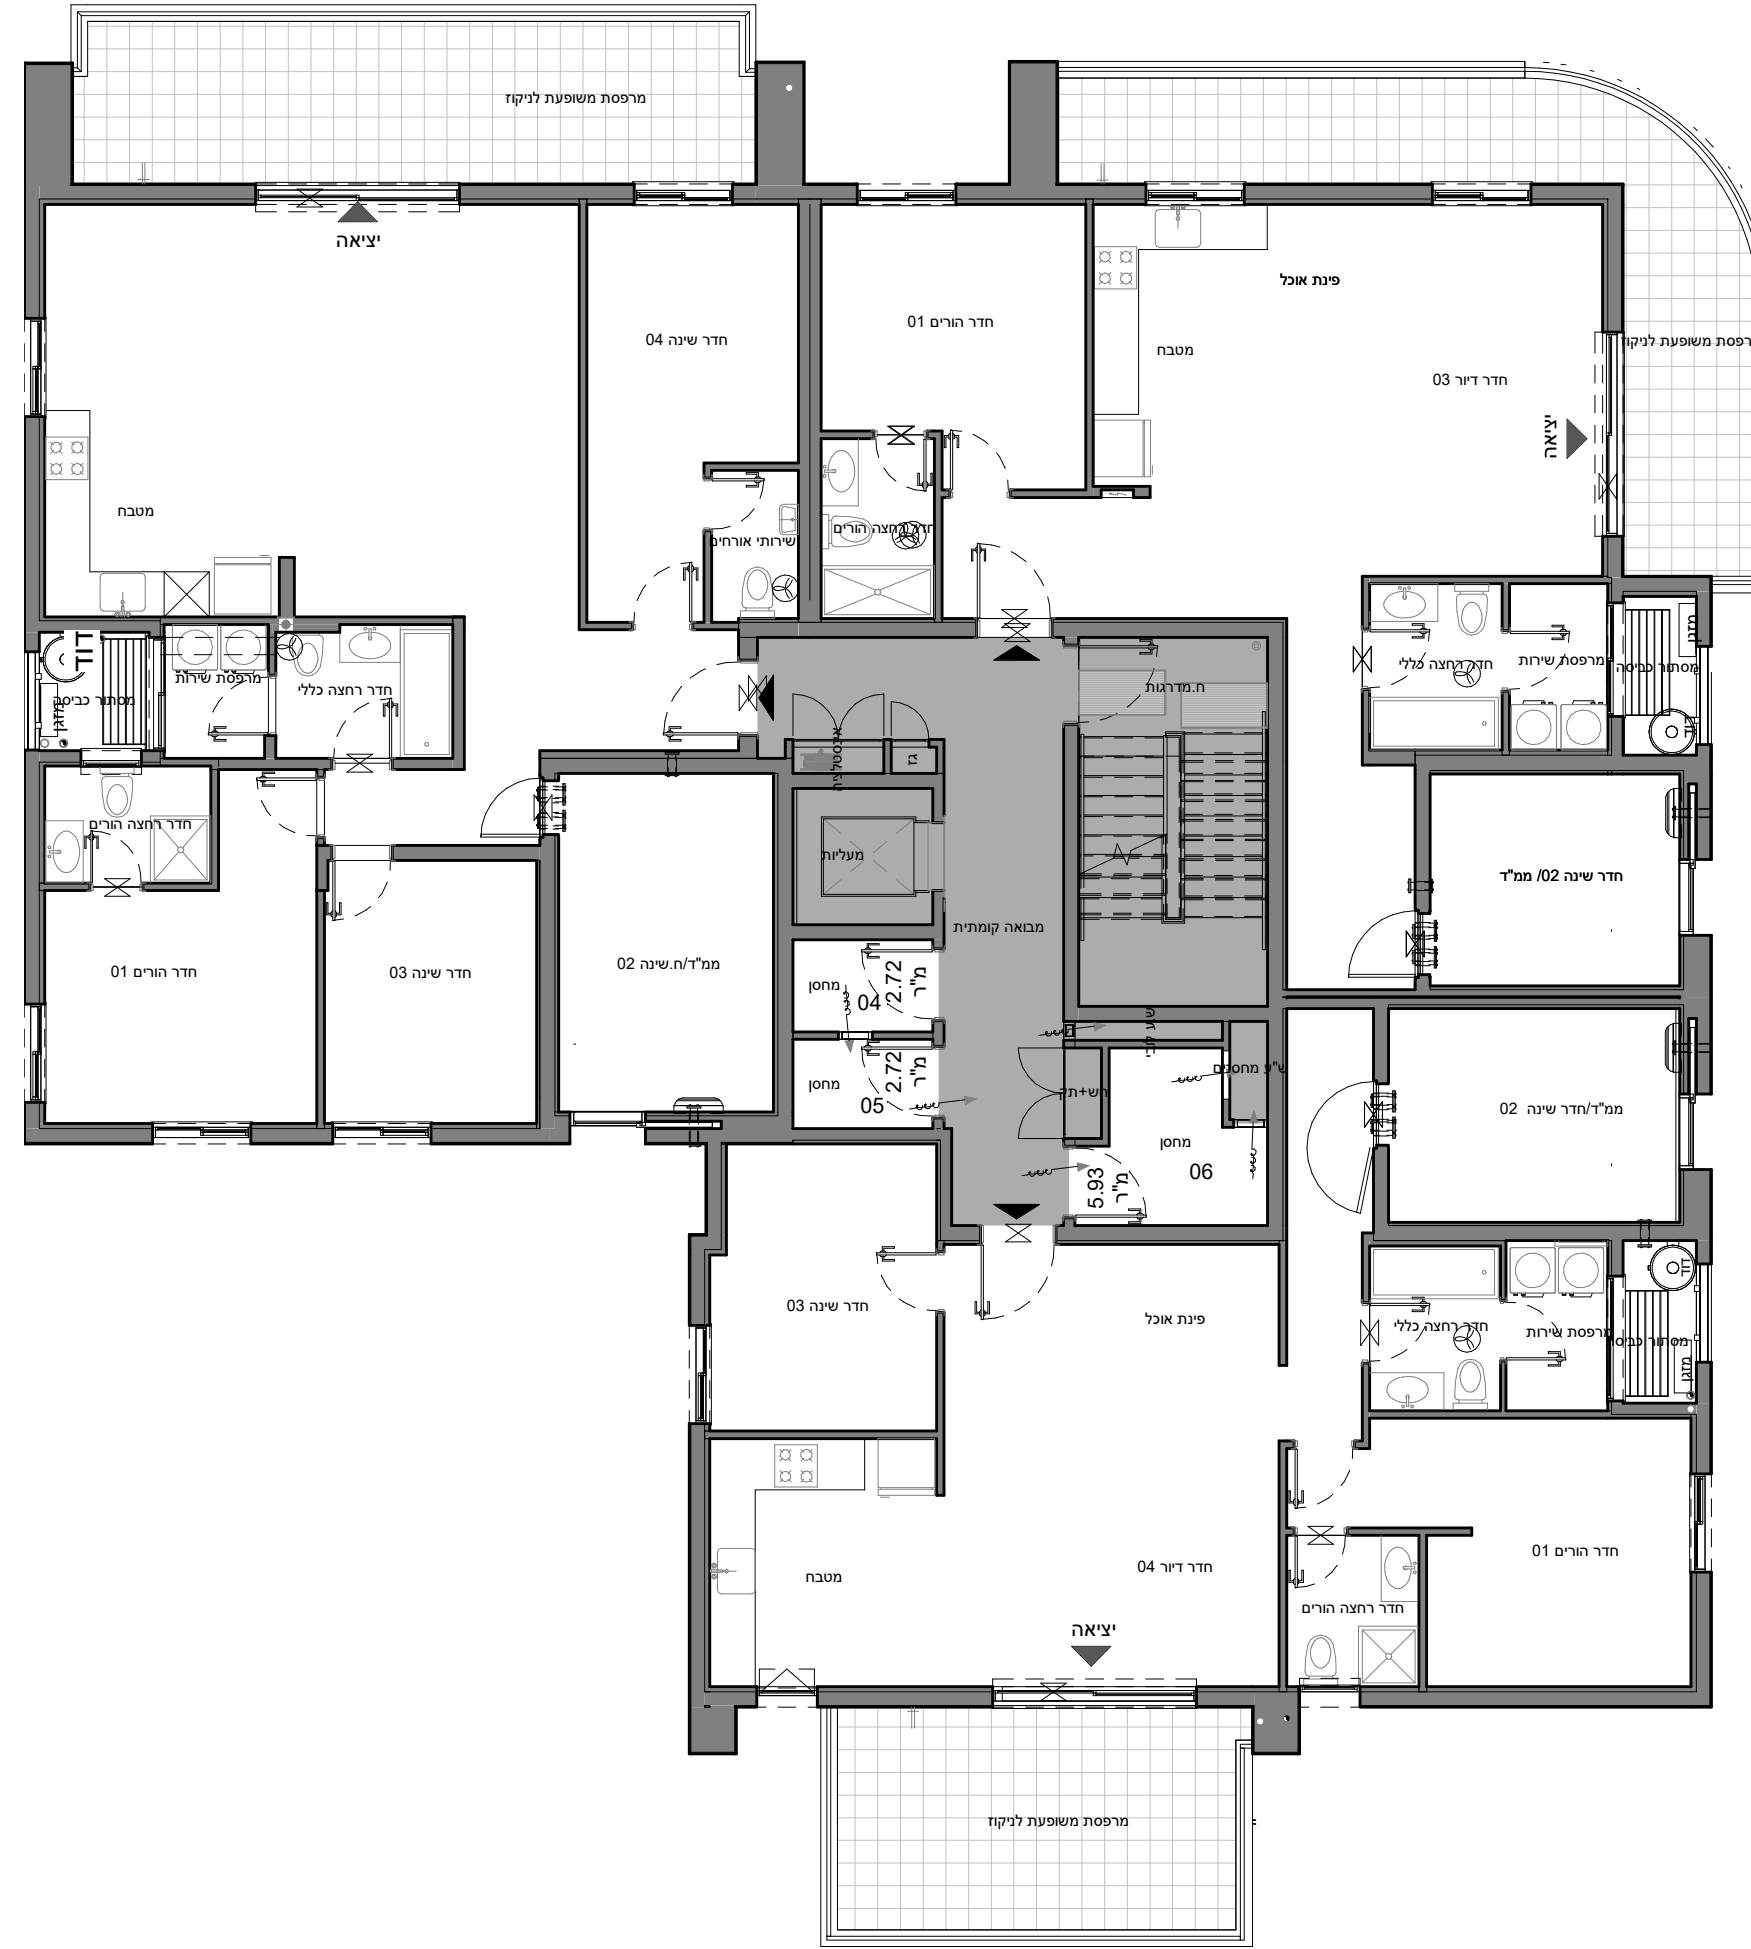 מרפסת משופעת לניקוז
יציאה
חדר שינה 04
חדר הורים 01
פינת אוכל
מטבח
חדר דיור 03
רפסת משופעת לניקוז
יציאה
מטבח
שירותי אורחים
חדר רחצה הורים
דוד
מזגן
מסתור כביסה
מרפסת שירות
חדר רחצה כללי
חדר רחצה הורים
ח.מדרגות
אינסטלציה
גז
מעליות
מבואה קומתית
חדר רחצה כללי
מרפסת שירות
מסתור כביסה
מזגן
דוד
חדר שינה 02/ ממ"ד
חדר הורים 01
חדר שינה 03
ממ"ד/ח.שינה 02
מחסן
04
2.72
מ"ר
מחסן
05
2.72
מ"ר
ש"ע מחסנים
מחסן
06
5.93
מ"ר
ממ"ד/חדר שינה 02
חדר שינה 03
פינת אוכל
חדר רחצה כללי
מרפסת שירות
מסתור כביסה
דוד
מזגן
מטבח
חדר דיור 04
יציאה
חדר הורים 01
חדר רחצה הורים
מרפסת משופעת לניקוז